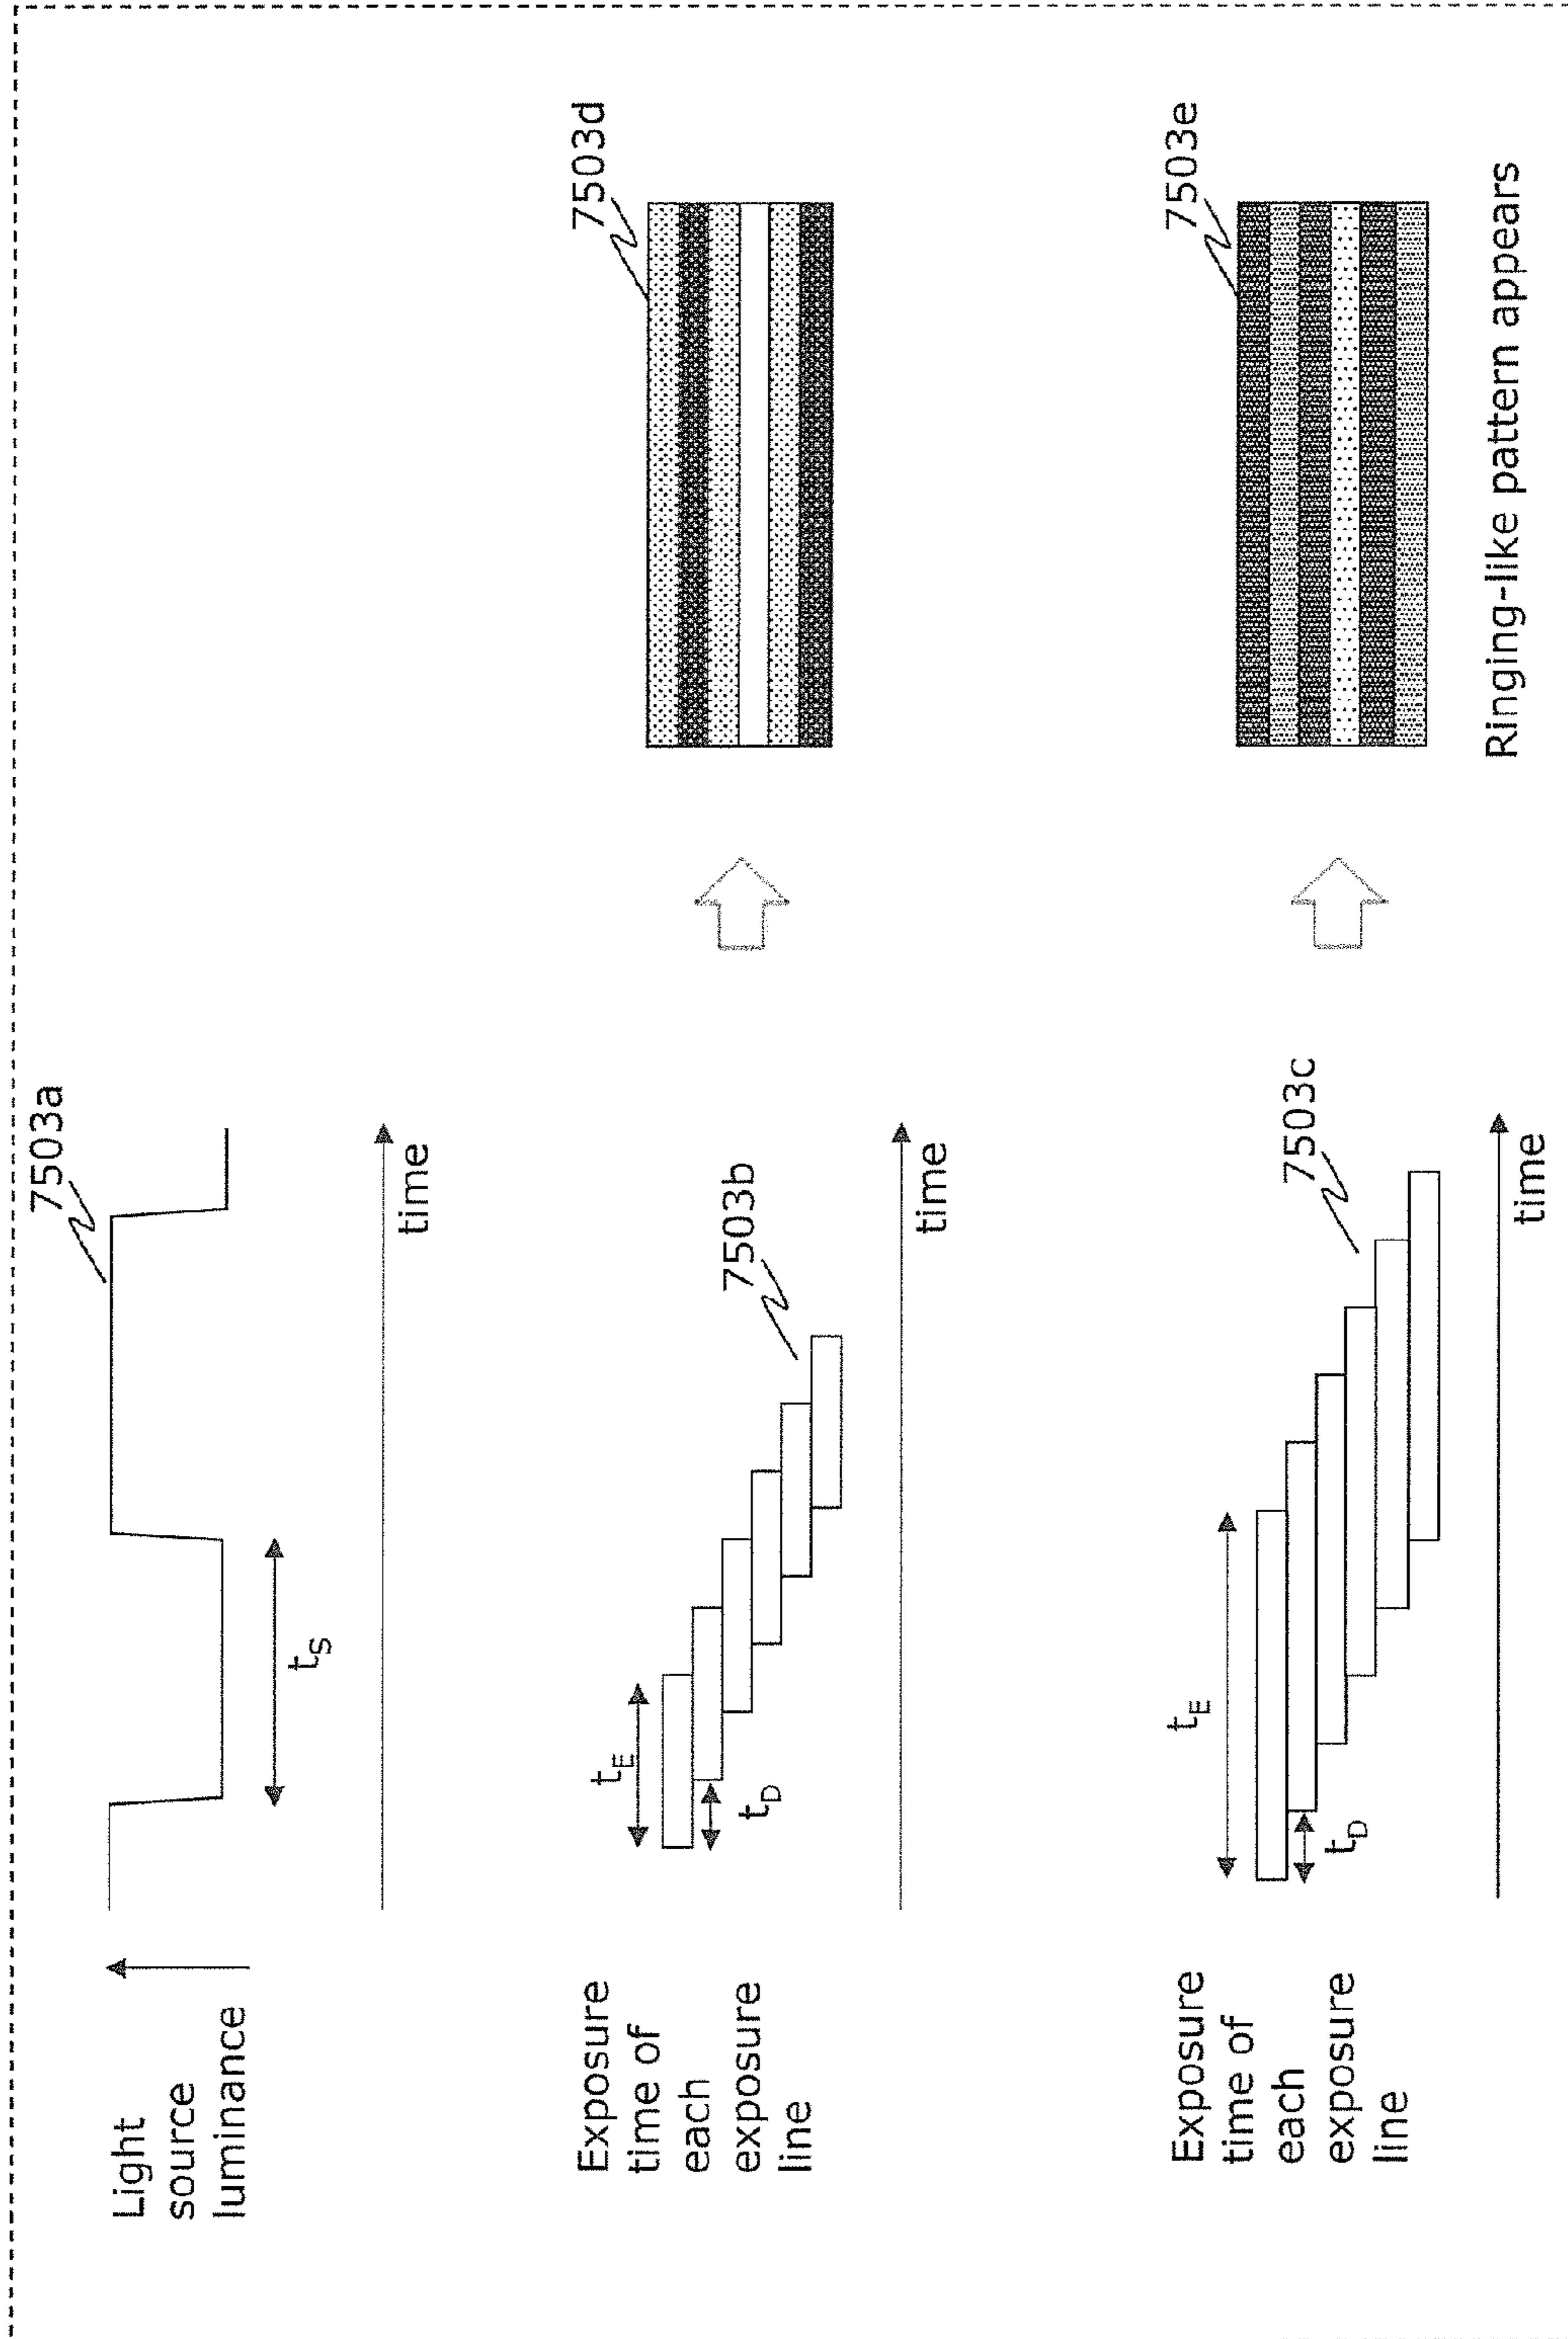 Light
source
luminance
7503a
t_S
time
Exposure
time of
each
exposure
line
t_E
t_D
7503b
time
7503d
Exposure
time of
each
exposure
line
t_E
t_D
7503c
time
7503e
Ringing-like pattern appears